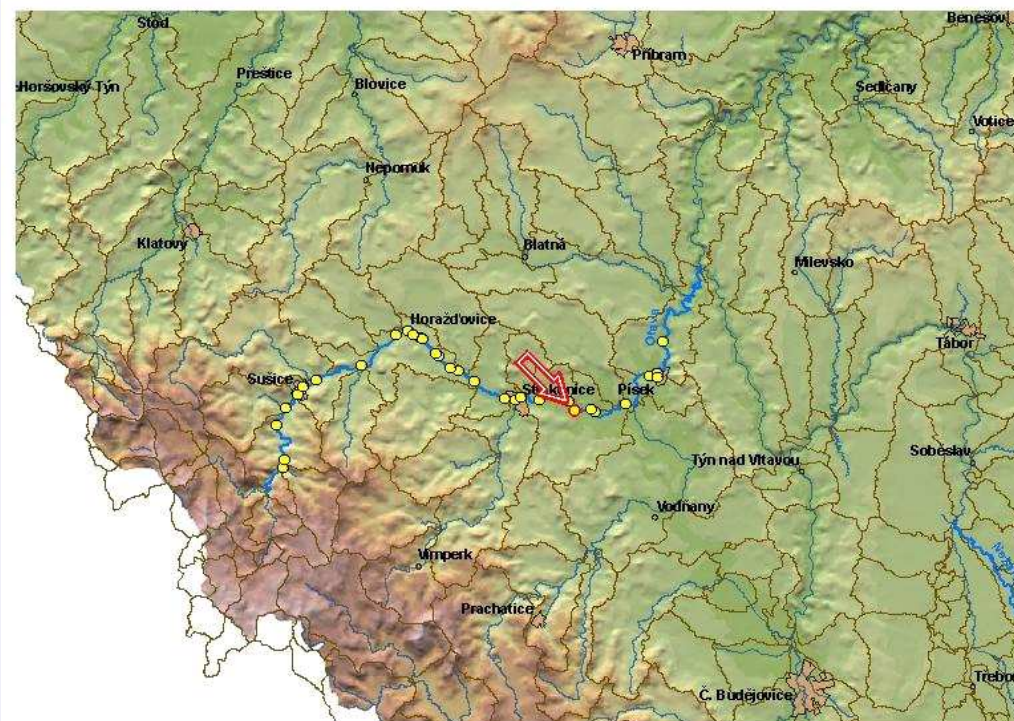 Stod
Benešov
Příbram
Přeštice
Horšovský Týn
Blovice
Sedlčany
Votice
Nepomuk
Klatovy
Blatná
Milevsko
Otava
Horažďovice
Tábor
Sušice
Písek
Týn nad Vltavou
Soběslav
Vodňany
Vimperk
Prachatice
Č. Budějovice
Třebo